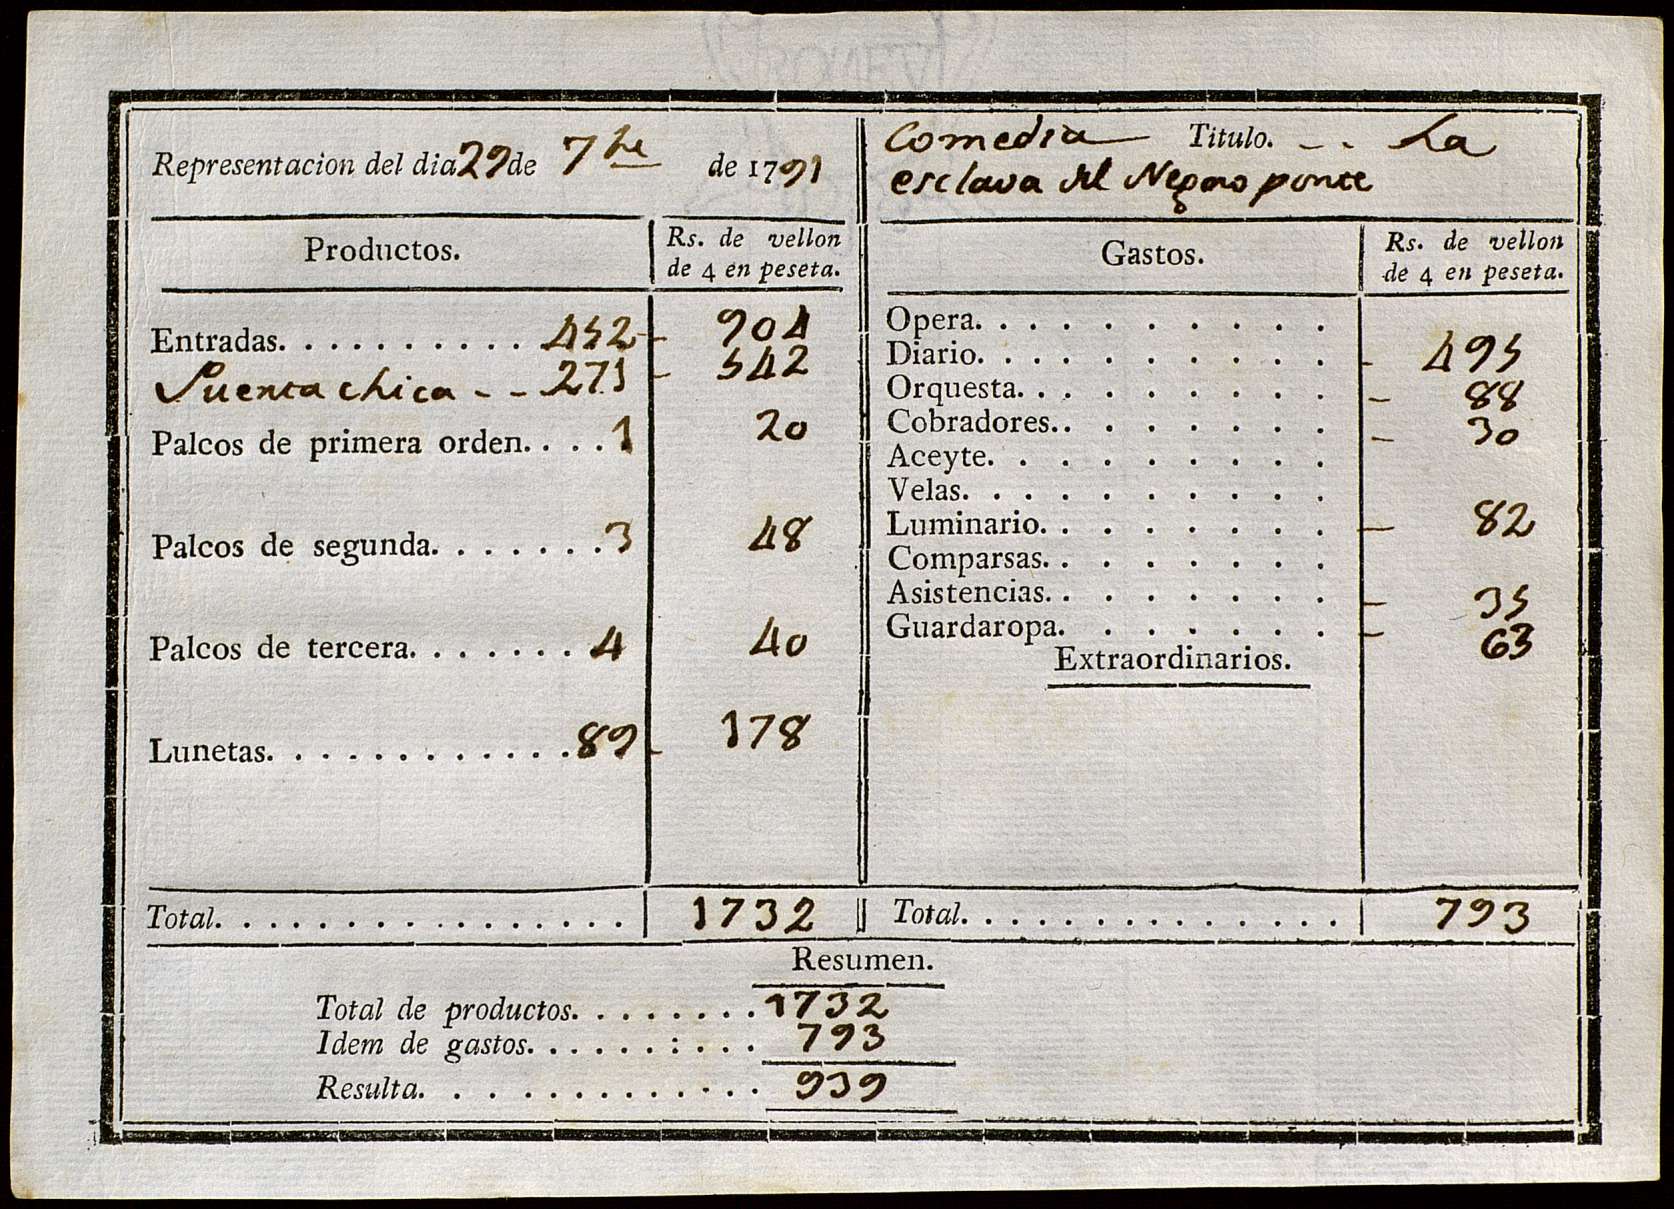 Representacion del dia 29 de 7bre de 1791
Comedia Titulo. -- La
esclava del Negroponte
Productos. Rs. de vellon
de 4 en peseta.
Entradas. . . . . . . . . . 452 - 904
Puerta chica - - 271 - 542
Palcos de primera orden. . . . 1 20
Palcos de segunda. . . . . . . 3 48
Palcos de tercera. . . . . . . 4 40
Lunetas. . . . . . . . . . . . 89 - 178
Total. . . . . . . . . . . . . . . . 1732
Gastos. Rs. de vellon
de 4 en peseta.
Opera. . . . . . . . . .
Diario. . . . . . . . . . - 495
Orquesta. . . . . . . . . - 88
Cobradores. . . . . . . . - 30
Aceyte. . . . . . . . .
Velas. . . . . . . . . .
Luminario. . . . . . . . - 82
Comparsas. . . . . . . .
Asistencias. . . . . . . . - 35
Guardaropa. . . . . . . - 63
Extraordinarios.
Total. . . . . . . . . . . . . . . 793
Resumen.
Total de productos. . . . . . . . 1732
Idem de gastos. . . . . . : . . . 793
Resulta. . . . . . . . . . . . . 939